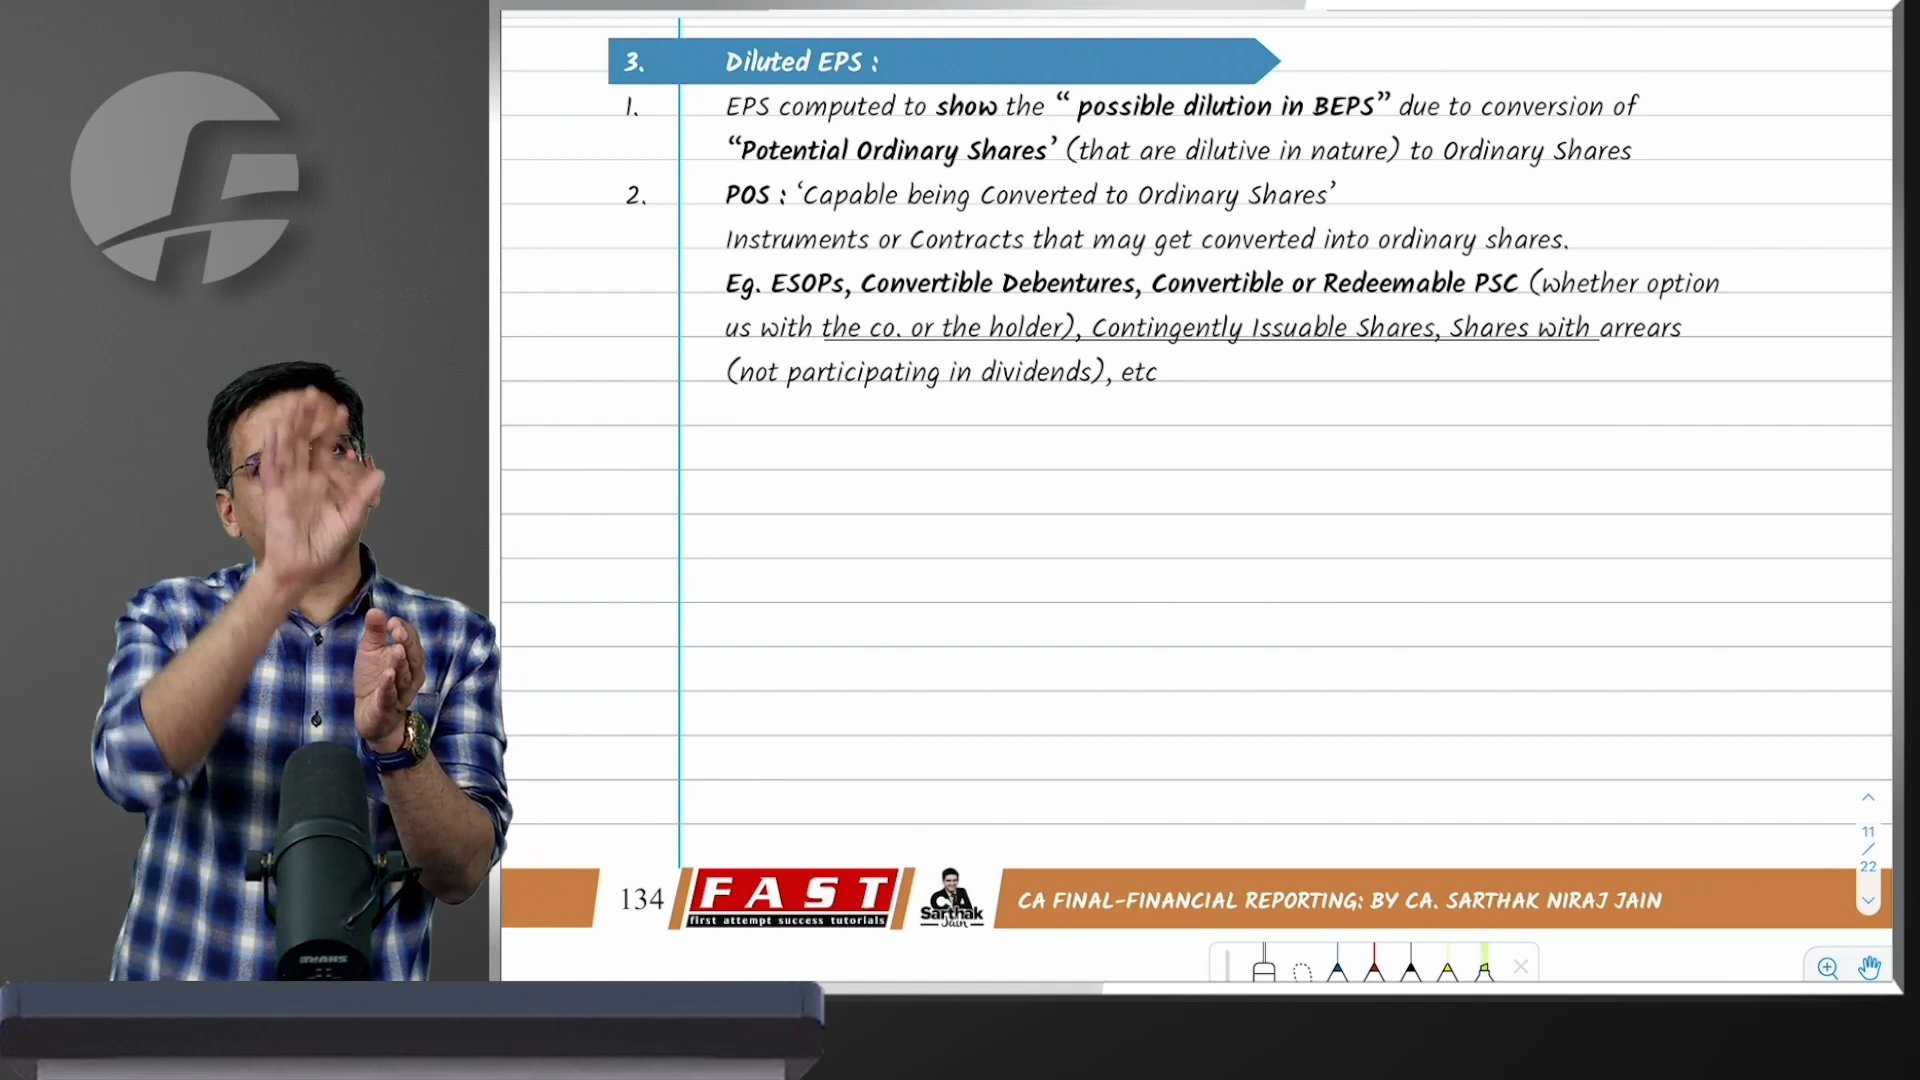 3. Diluted EPS :
1. EPS computed to show the “ possible dilution in BEPS” due to conversion of
“Potential Ordinary Shares’ (that are dilutive in nature) to Ordinary Shares
2. POS : ‘Capable being Converted to Ordinary Shares’
Instruments or Contracts that may get converted into ordinary shares.
Eg. ESOPs, Convertible Debentures, Convertible or Redeemable PSC (whether option
us with the co. or the holder), Contingently Issuable Shares, Shares with arrears
(not participating in dividends), etc
11
/
22
134
FAST
first attempt success tutorials
CA
Sarthak
Jain
CA FINAL-FINANCIAL REPORTING: BY CA. SARTHAK NIRAJ JAIN